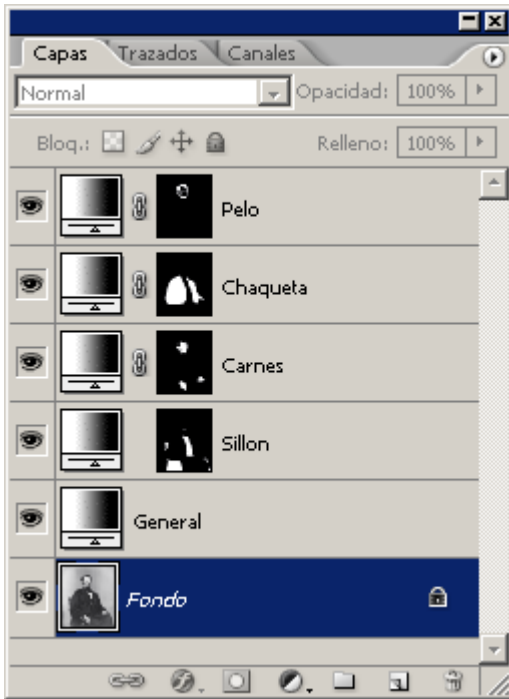 Capas Trazados Canales
Normal Opacidad: 100%
Bloq.: Relleno: 100%
Pelo
Chaqueta
Carnes
Sillon
General
Fondo